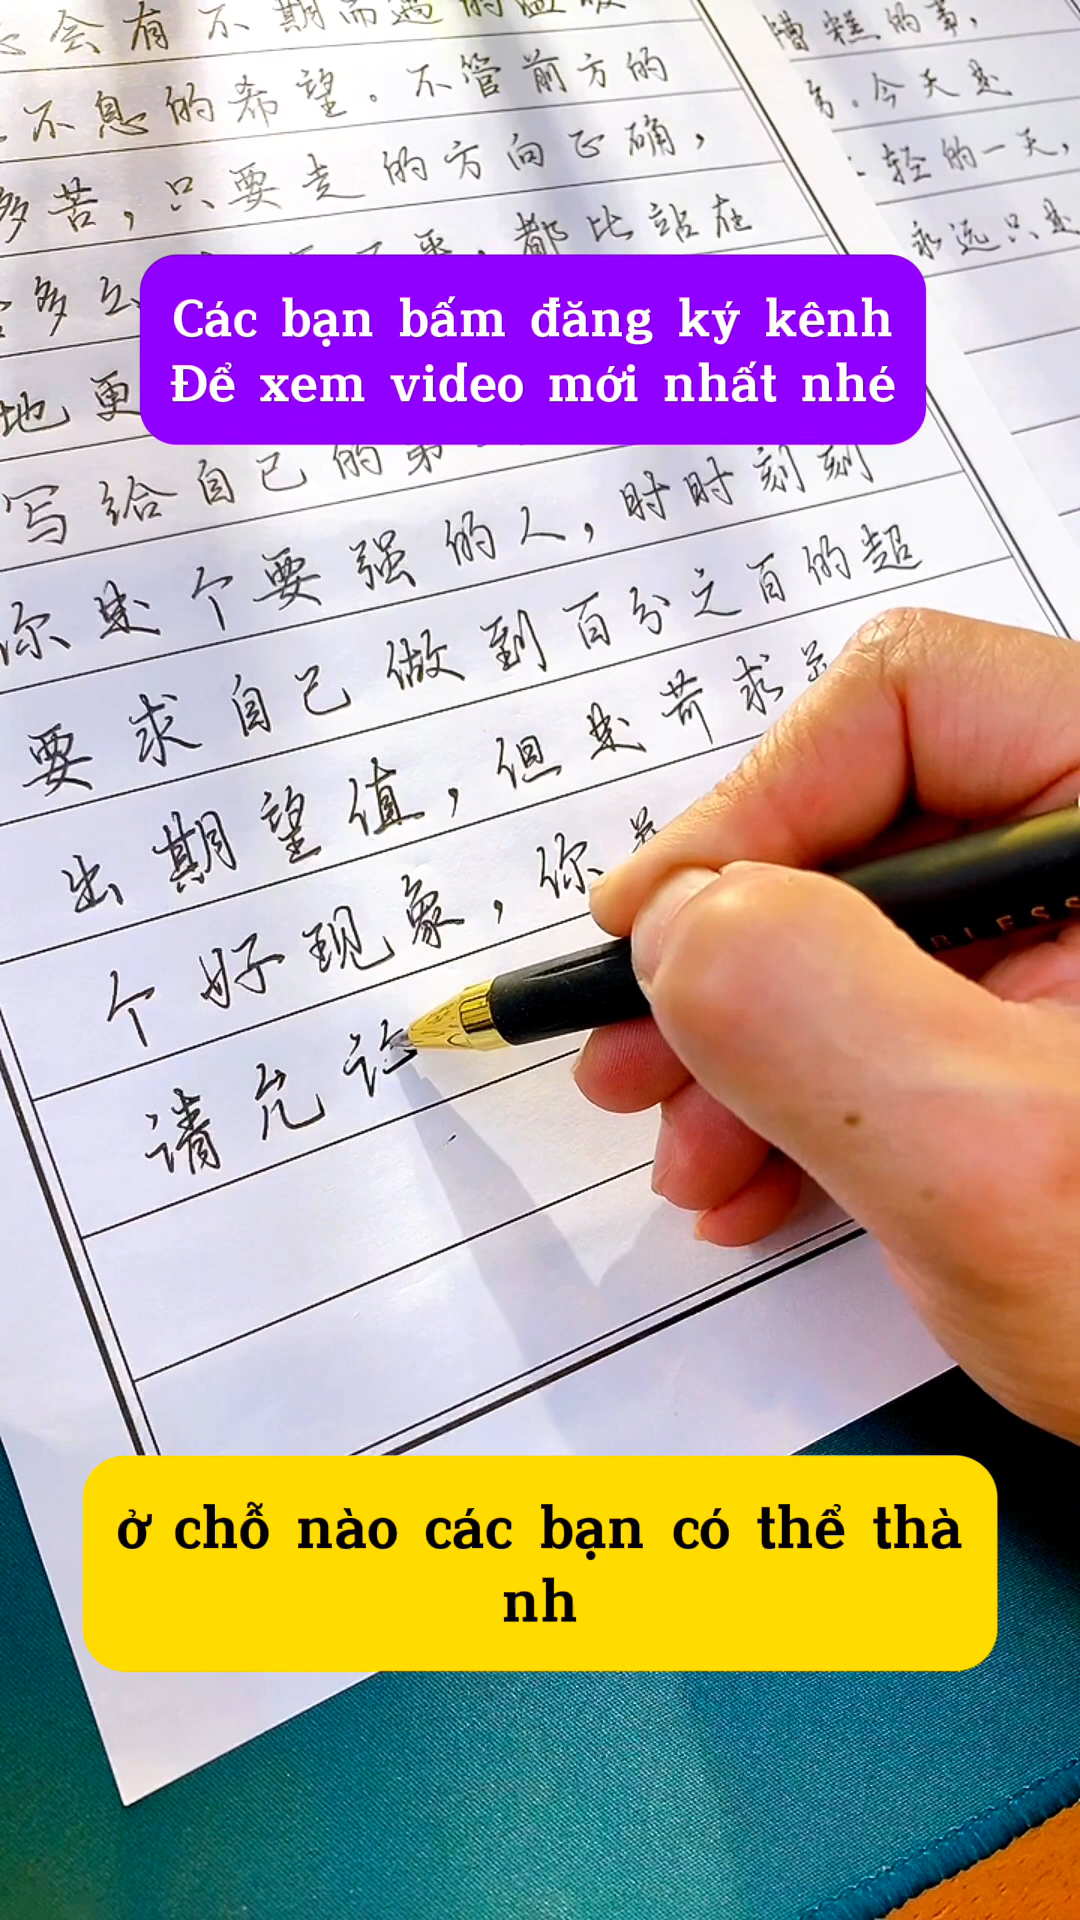 会有不期而遇的温暖
不息的希望。不管前方的
多苦，只要走的方向正确，
都比站在
地更
写给自己的第
你是个要强的人，时时刻刻
要求自己做到百分之百的超
出期望值，但是苛求
个好现象，你
请允
糟糕的事，
今天是
轻的一天，
永远只是
Các bạn bấm đăng ký kênh
Để xem video mới nhất nhé
BLESS
ở chỗ nào các bạn có thể thà
nh